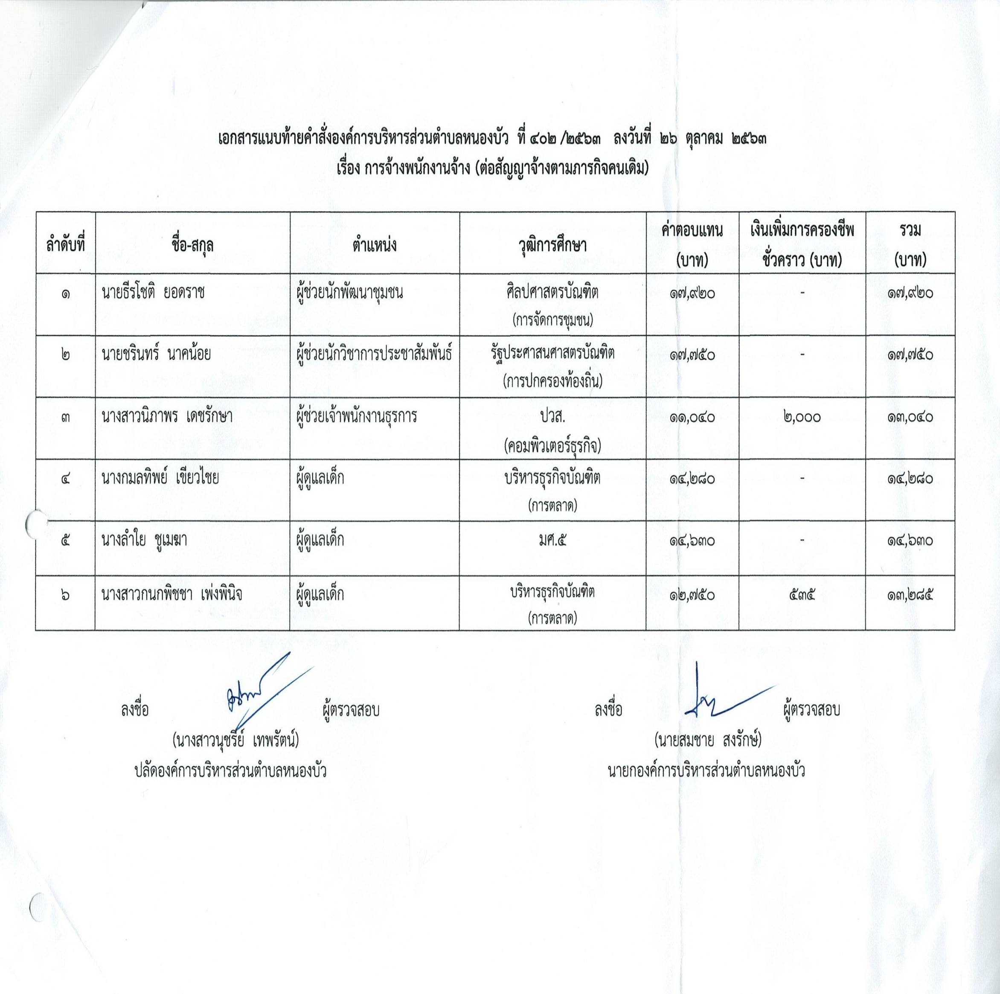 เอกสารแนบท้ายคำสั่งองค์การบริหารส่วนตำบลหนองบัว ที่ ๔๐๒ /๒๕๖๓ ลงวันที่ ๒๖ ตุลาคม ๒๕๖๓
เรื่อง การจ้างพนักงานจ้าง (ต่อสัญญาจ้างตามภารกิจคนเดิม)
ลำดับที่ ชื่อ-สกุล ตำแหน่ง วุฒิการศึกษา ค่าตอบแทน (บาท) เงินเพิ่มการครองชีพ ชั่วคราว (บาท) รวม (บาท)
๑ นายธีรโชติ ยอดราช ผู้ช่วยนักพัฒนาชุมชน ศิลปศาสตรบัณฑิต ๑๗,๙๒๐ - ๑๗,๙๒๐
(การจัดการชุมชน)
๒ นายชรินทร์ นาคน้อย ผู้ช่วยนักวิชาการประชาสัมพันธ์ รัฐประศาสนศาสตรบัณฑิต ๑๗,๗๕๐ - ๑๗,๗๕๐
(การปกครองท้องถิ่น)
๓ นางสาวนิภาพร เดชรักษา ผู้ช่วยเจ้าพนักงานธุรการ ปวส. ๑๑,๐๔๐ ๒,๐๐๐ ๑๓,๐๔๐
(คอมพิวเตอร์ธุรกิจ)
๔ นางกมลทิพย์ เขียวไชย ผู้ดูแลเด็ก บริหารธุรกิจบัณฑิต ๑๔,๒๘๐ - ๑๔,๒๘๐
(การตลาด)
๕ นางลำใย ชูเมฆา ผู้ดูแลเด็ก มศ.๕ ๑๔,๖๓๐ - ๑๔,๖๓๐
๖ นางสาวกนกพิชชา เพ่งพินิจ ผู้ดูแลเด็ก บริหารธุรกิจบัณฑิต ๑๒,๗๕๐ ๕๓๕ ๑๓,๒๘๕
(การตลาด)
ลงชื่อ ผู้ตรวจสอบ
(นางสาวนุชรีย์ เทพรัตน์)
ปลัดองค์การบริหารส่วนตำบลหนองบัว
ลงชื่อ ผู้ตรวจสอบ
(นายสมชาย สงรักษ์)
นายกองค์การบริหารส่วนตำบลหนองบัว